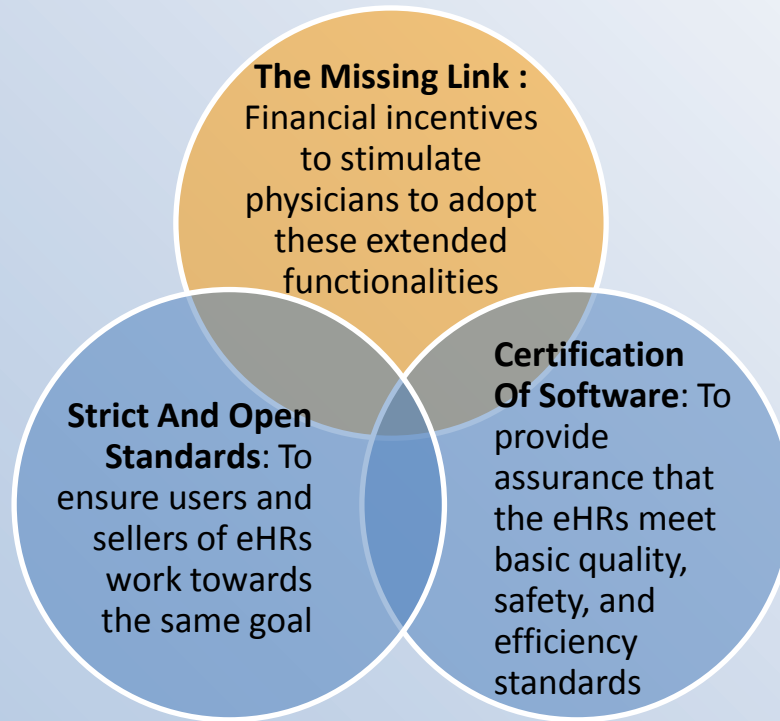 The Missing Link :
Financial incentives
to stimulate
physicians to adopt
these extended
functionalities
Strict And Open
Standards: To
ensure users and
sellers of eHRs
work towards
the same goal
Certification
Of Software: To
provide
assurance that
the eHRs meet
basic quality,
safety, and
efficiency
standards